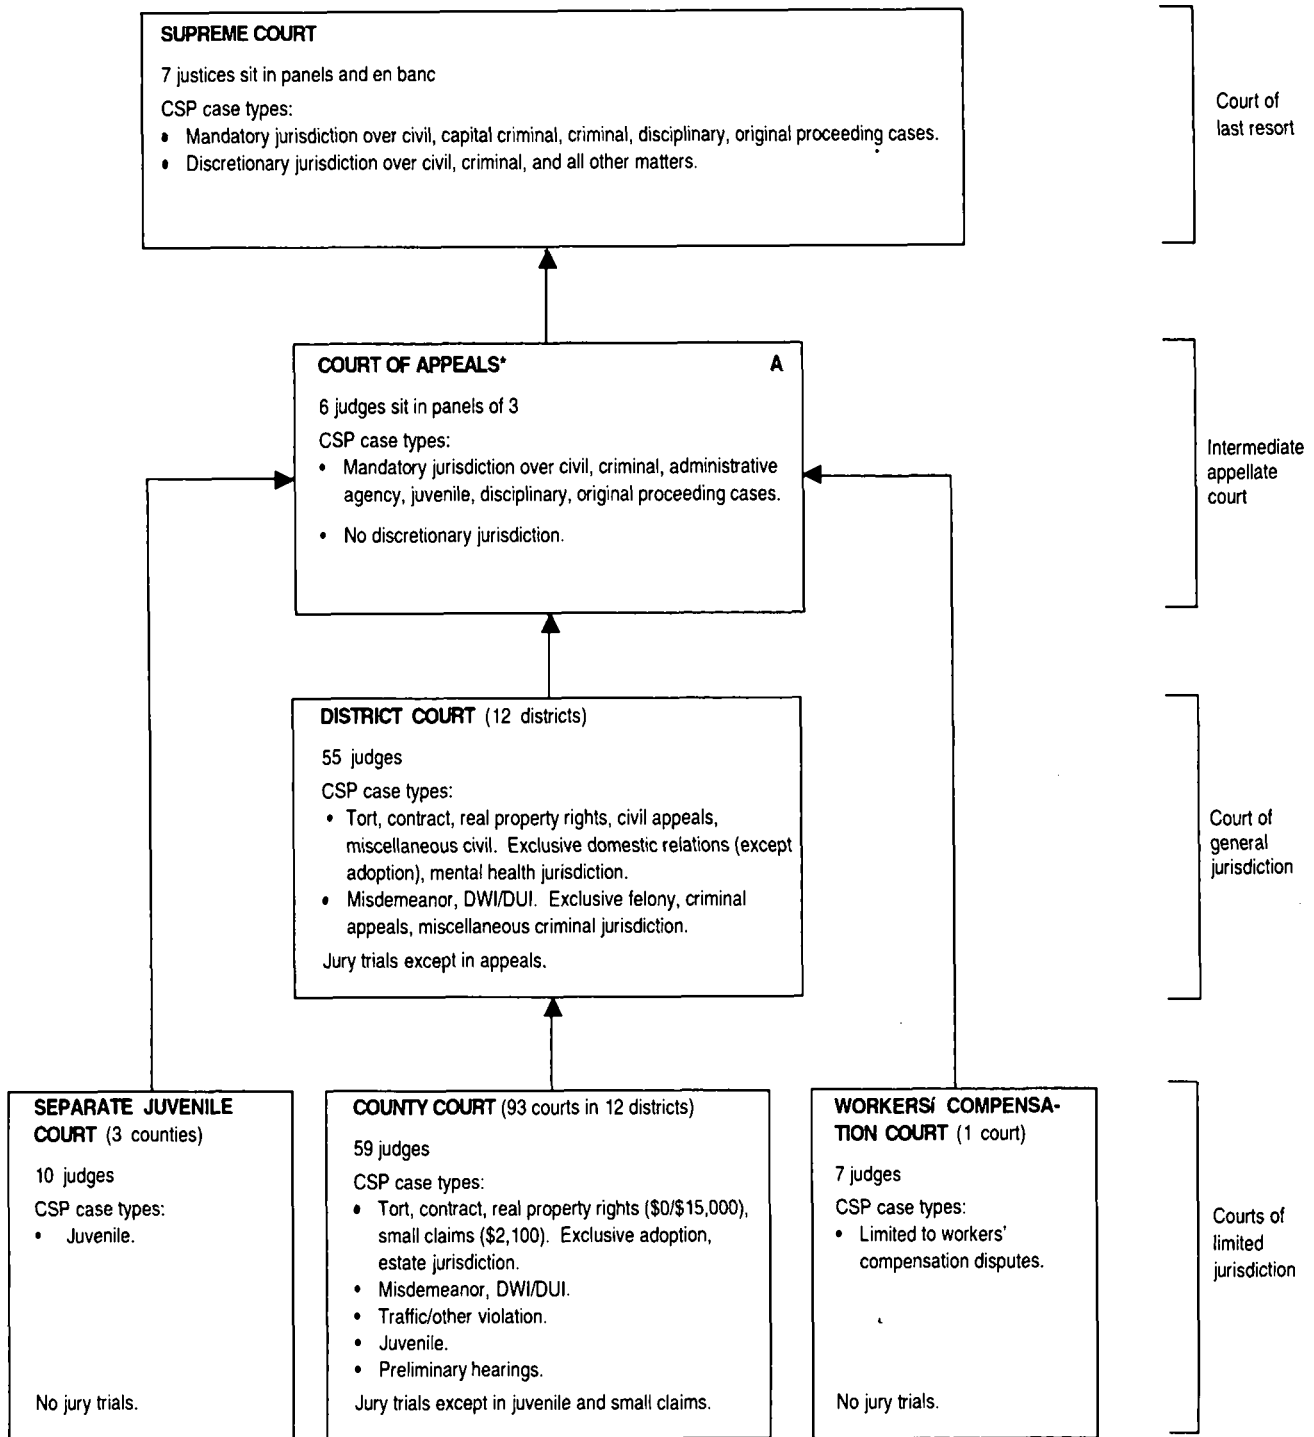 SUPREME COURT
7 justices sit in panels and en banc
CSP case types:
• Mandatory jurisdiction over civil, capital criminal, criminal, disciplinary, original proceeding cases.
• Discretionary jurisdiction over civil, criminal, and all other matters.
Court of
last resort
COURT OF APPEALS* A
6 judges sit in panels of 3
CSP case types:
• Mandatory jurisdiction over civil, criminal, administrative
agency, juvenile, disciplinary, original proceeding cases.
• No discretionary jurisdiction.
Intermediate
appellate
court
DISTRICT COURT (12 districts)
55 judges
CSP case types:
• Tort, contract, real property rights, civil appeals,
miscellaneous civil. Exclusive domestic relations (except
adoption), mental health jurisdiction.
• Misdemeanor, DWI/DUI. Exclusive felony, criminal
appeals, miscellaneous criminal jurisdiction.
Jury trials except in appeals.
Court of
general
jurisdiction
SEPARATE JUVENILE
COURT (3 counties)
10 judges
CSP case types:
• Juvenile.
No jury trials.
COUNTY COURT (93 courts in 12 districts)
59 judges
CSP case types:
• Tort, contract, real property rights ($0/$15,000),
small claims ($2,100). Exclusive adoption,
estate jurisdiction.
• Misdemeanor, DWI/DUI.
• Traffic/other violation.
• Juvenile.
• Preliminary hearings.
Jury trials except in juvenile and small claims.
WORKERSí COMPENSA-
TION COURT (1 court)
7 judges
CSP case types:
• Limited to workers'
compensation disputes.
No jury trials.
Courts of
limited
jurisdiction